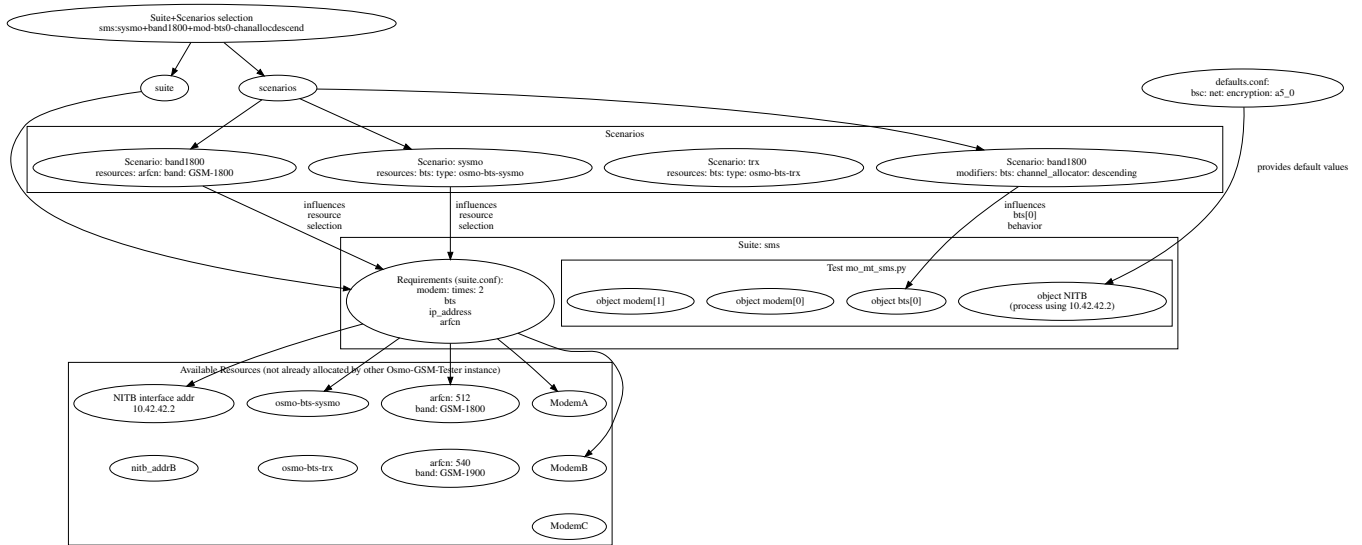 Suite+Scenarios selection
sms:sysmo+band1800+mod-bts0-chanallocdescend
suite
scenarios
defaults.conf:
bsc: net: encryption: a5_0
Scenarios
Scenario: band1800
resources: arfcn: band: GSM-1800
Scenario: sysmo
resources: bts: type: osmo-bts-sysmo
Scenario: trx
resources: bts: type: osmo-bts-trx
Scenario: band1800
modifiers: bts: channel_allocator: descending
provides default values
influences
resource
selection
influences
resource
selection
influences
bts[0]
behavior
Suite: sms
Requirements (suite.conf):
modem: times: 2
bts
ip_address
arfcn
Test mo_mt_sms.py
object modem[1]
object modem[0]
object bts[0]
object NITB
(process using 10.42.42.2)
Available Resources (not already allocated by other Osmo-GSM-Tester instance)
NITB interface addr
10.42.42.2
osmo-bts-sysmo
arfcn: 512
band: GSM-1800
ModemA
nitb_addrB
osmo-bts-trx
arfcn: 540
band: GSM-1900
ModemB
ModemC